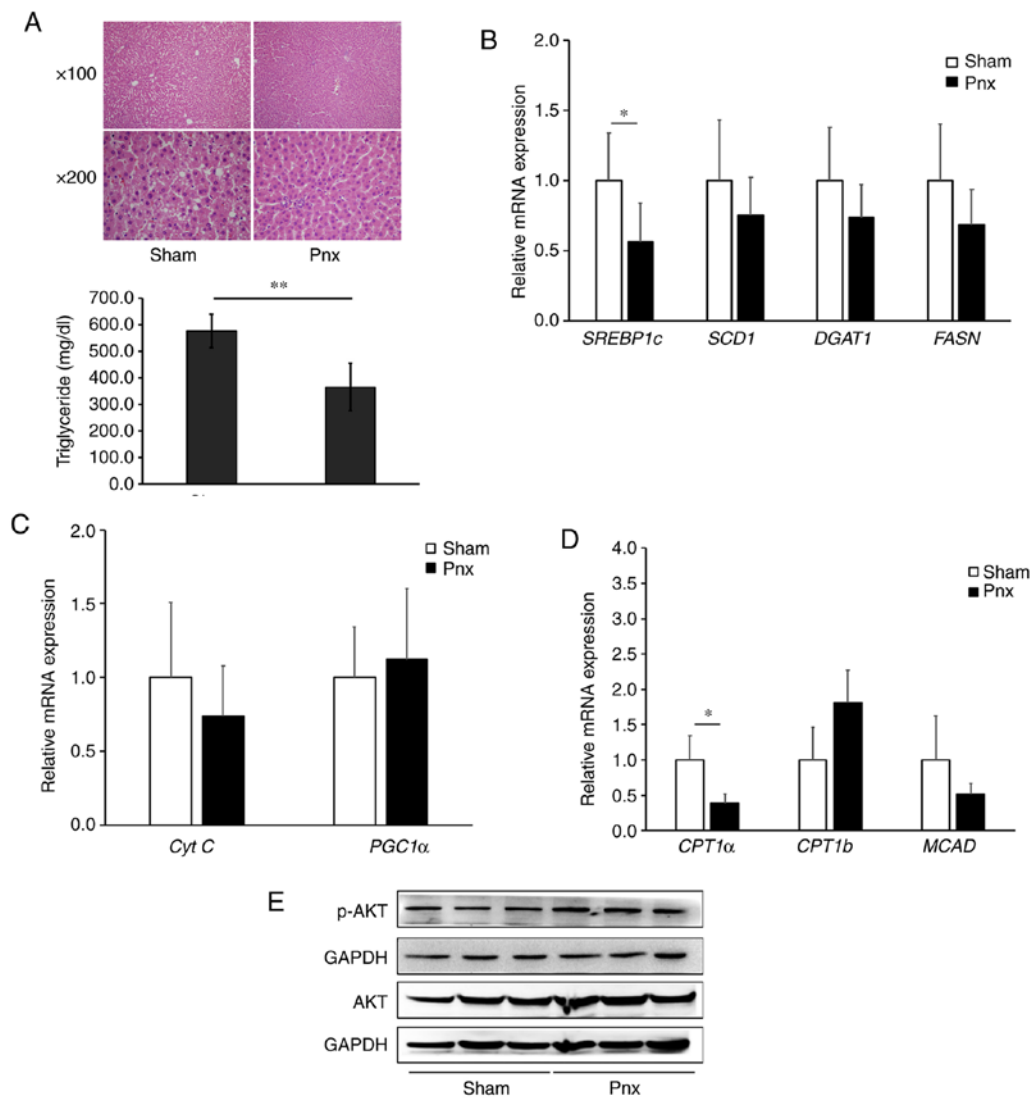 A
×100
×200
Sham Pnx
**
Triglyceride (mg/dl)
700.0
600.0
500.0
400.0
300.0
200.0
100.0
0.0
B
Relative mRNA expression
2.0
1.5
1.0
0.5
0.0
Sham
Pnx
*
SREBP1c SCD1 DGAT1 FASN
C
Relative mRNA expression
2.0
1.5
1.0
0.5
0.0
Sham
Pnx
Cyt C PGC1α
D
Relative mRNA expression
4.0
3.5
3.0
2.5
2.0
1.5
1.0
0.5
0.0
Sham
Pnx
*
CPT1α CPT1b MCAD
E
p-AKT
GAPDH
AKT
GAPDH
Sham Pnx